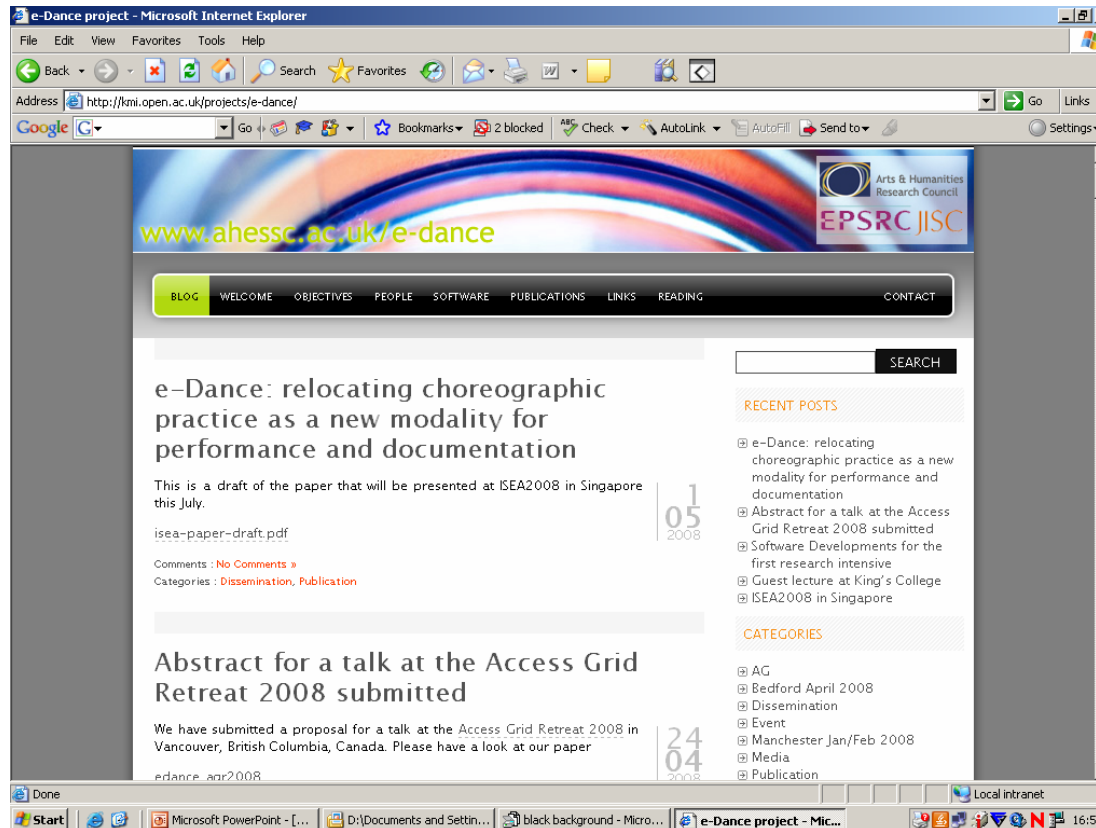 e-Dance project - Microsoft Internet Explorer
File Edit View Favorites Tools Help
Back Search Favorites
Address http://kmi.open.ac.uk/projects/e-dance/ Go Links
Google Go Bookmarks 2 blocked Check AutoLink AutoFill Send to Settings
Arts & Humanities
Research Council
EPSRC JISC
www.ahessc.ac.uk/e-dance
BLOG WELCOME OBJECTIVES PEOPLE SOFTWARE PUBLICATIONS LINKS READING CONTACT
e-Dance: relocating choreographic
practice as a new modality for
performance and documentation
This is a draft of the paper that will be presented at ISEA2008 in Singapore
this July.
1
05
2008
isea-paper-draft.pdf
Comments : No Comments »
Categories : Dissemination, Publication
Abstract for a talk at the Access Grid
Retreat 2008 submitted
We have submitted a proposal for a talk at the Access Grid Retreat 2008 in
Vancouver, British Columbia, Canada. Please have a look at our paper
24
04
2008
edance_agr2008
SEARCH
RECENT POSTS
e-Dance: relocating
choreographic practice as a new
modality for performance and
documentation
Abstract for a talk at the Access
Grid Retreat 2008 submitted
Software Developments for the
first research intensive
Guest lecture at King's College
ISEA2008 in Singapore
CATEGORIES
AG
Bedford April 2008
Dissemination
Event
Manchester Jan/Feb 2008
Media
Publication
Done Local intranet
Start Microsoft PowerPoint - [... D:\Documents and Settin... black background - Micro... e-Dance project - Mic... 16:5